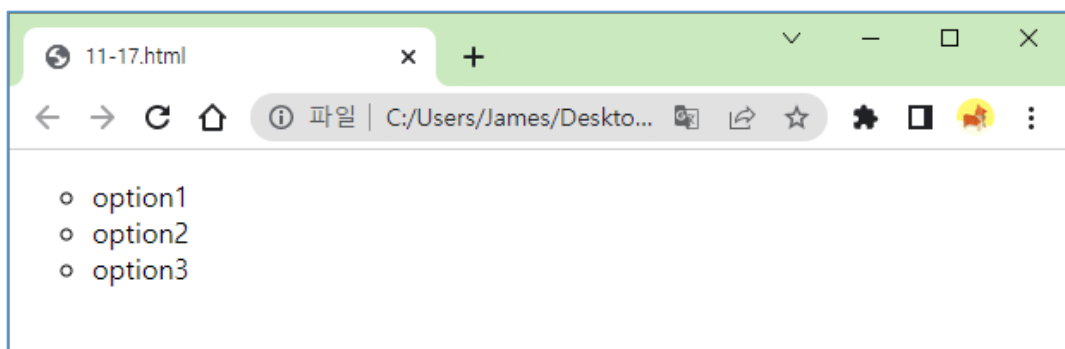 11-17.html
파일 C:/Users/James/Deskto...
option1
option2
option3